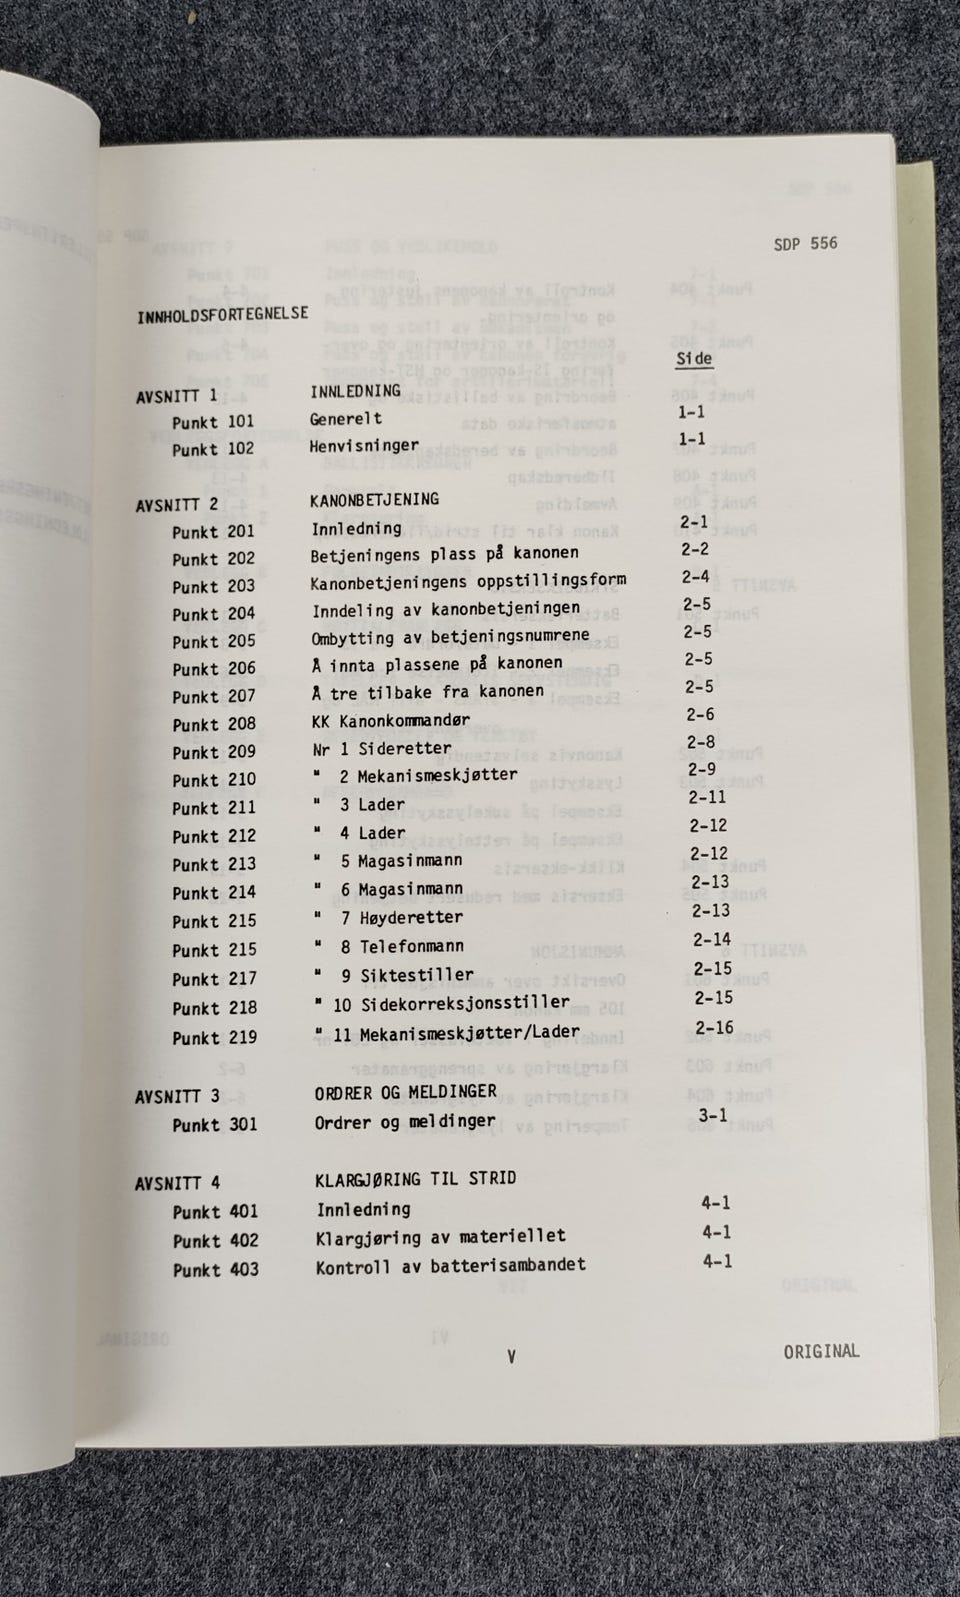 SDP 556
INNHOLDSFORTEGNELSE
Side
AVSNITT 1 INNLEDNING
Punkt 101 Generelt 1-1
Punkt 102 Henvisninger 1-1
AVSNITT 2 KANONBETJENING
Punkt 201 Innledning 2-1
Punkt 202 Betjeningens plass på kanonen 2-2
Punkt 203 Kanonbetjeningens oppstillingsform 2-4
Punkt 204 Inndeling av kanonbetjeningen 2-5
Punkt 205 Ombytting av betjeningsnumrene 2-5
Punkt 206 Å innta plassene på kanonen 2-5
Punkt 207 Å tre tilbake fra kanonen 2-5
Punkt 208 KK Kanonkommandør 2-6
Punkt 209 Nr 1 Sideretter 2-8
Punkt 210 " 2 Mekanismeskjøtter 2-9
Punkt 211 " 3 Lader 2-11
Punkt 212 " 4 Lader 2-12
Punkt 213 " 5 Magasinmann 2-12
Punkt 214 " 6 Magasinmann 2-13
Punkt 215 " 7 Høyderetter 2-13
Punkt 215 " 8 Telefonmann 2-14
Punkt 217 " 9 Siktestiller 2-15
Punkt 218 " 10 Sidekorreksjonsstiller 2-15
Punkt 219 " 11 Mekanismeskjøtter/Lader 2-16
AVSNITT 3 ORDRER OG MELDINGER
Punkt 301 Ordrer og meldinger 3-1
AVSNITT 4 KLARGJØRING TIL STRID
Punkt 401 Innledning 4-1
Punkt 402 Klargjøring av materiellet 4-1
Punkt 403 Kontroll av batterisambandet 4-1
V
ORIGINAL